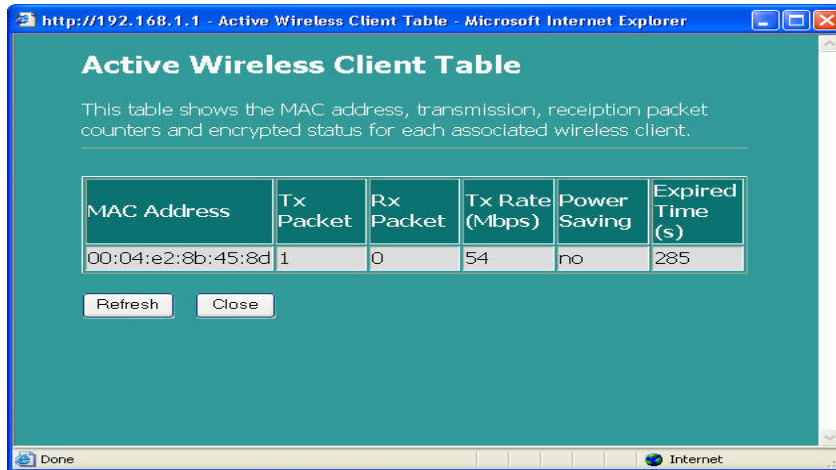 http://192.168.1.1 - Active Wireless Client Table - Microsoft Internet Explorer
Active Wireless Client Table
This table shows the MAC address, transmission, receiption packet
counters and encrypted status for each associated wireless client.
MAC Address Tx Packet Rx Packet Tx Rate (Mbps) Power Saving Expired Time (s)
00:04:e2:8b:45:8d 1 0 54 no 285
Refresh Close
Done Internet